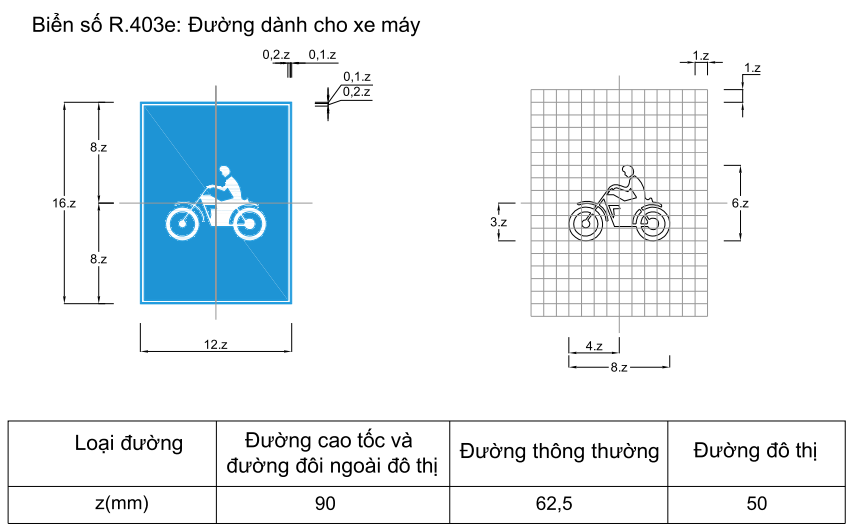 Biển số R.403e: Đường dành cho xe máy
0,2.z 0,1.z
0,1.z
0,2.z
8.z
16.z
8.z
12.z
1.z
1.z
6.z
3.z
4.z
8.z
Loại đường
Đường cao tốc và
đường đôi ngoài đô thị
Đường thông thường
Đường đô thị
z(mm) 90 62,5 50